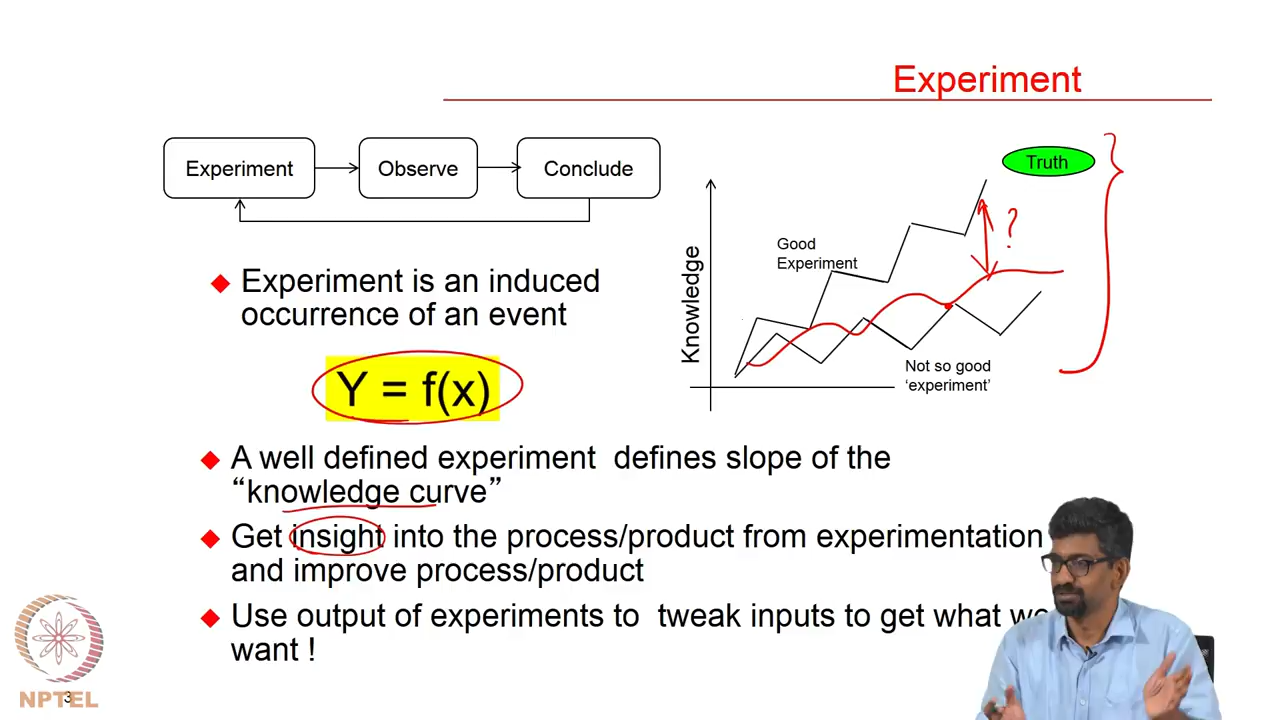 Experiment
Experiment
Observe
Conclude
Truth
?
Good
Experiment
Knowledge
Not so good
‘experiment’
Experiment is an induced
occurrence of an event
Y = f(x)
A well defined experiment defines slope of the
“knowledge curve”
Get insight into the process/product from experimentation
and improve process/product
Use output of experiments to tweak inputs to get what we
want !
NPTEL
3